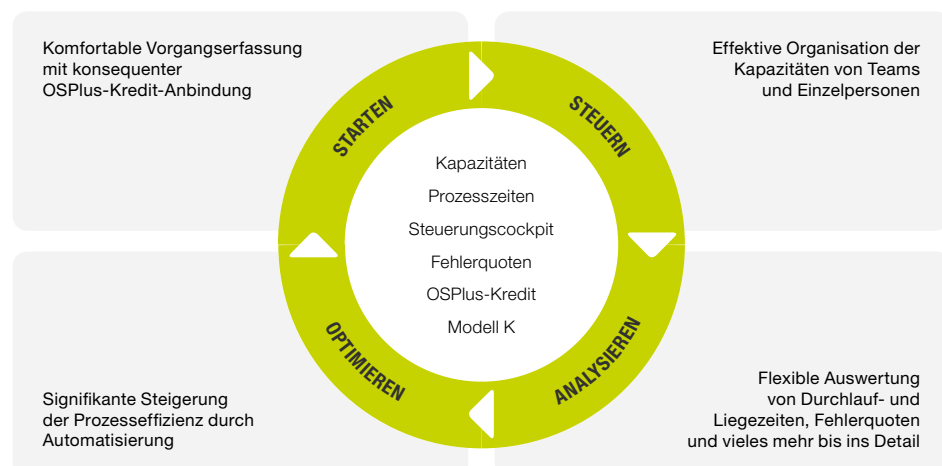 Komfortable Vorgangserfassung
mit konsequenter
OSPlus-Kredit-Anbindung
Effektive Organisation der
Kapazitäten von Teams
und Einzelpersonen
STARTEN
STEUERN
Kapazitäten
Prozesszeiten
Steuerungscockpit
Fehlerquoten
OSPlus-Kredit
Modell K
OPTIMIEREN
ANALYSIEREN
Signifikante Steigerung
der Prozesseffizienz durch
Automatisierung
Flexible Auswertung
von Durchlauf- und
Liegezeiten, Fehlerquoten
und vieles mehr bis ins Detail